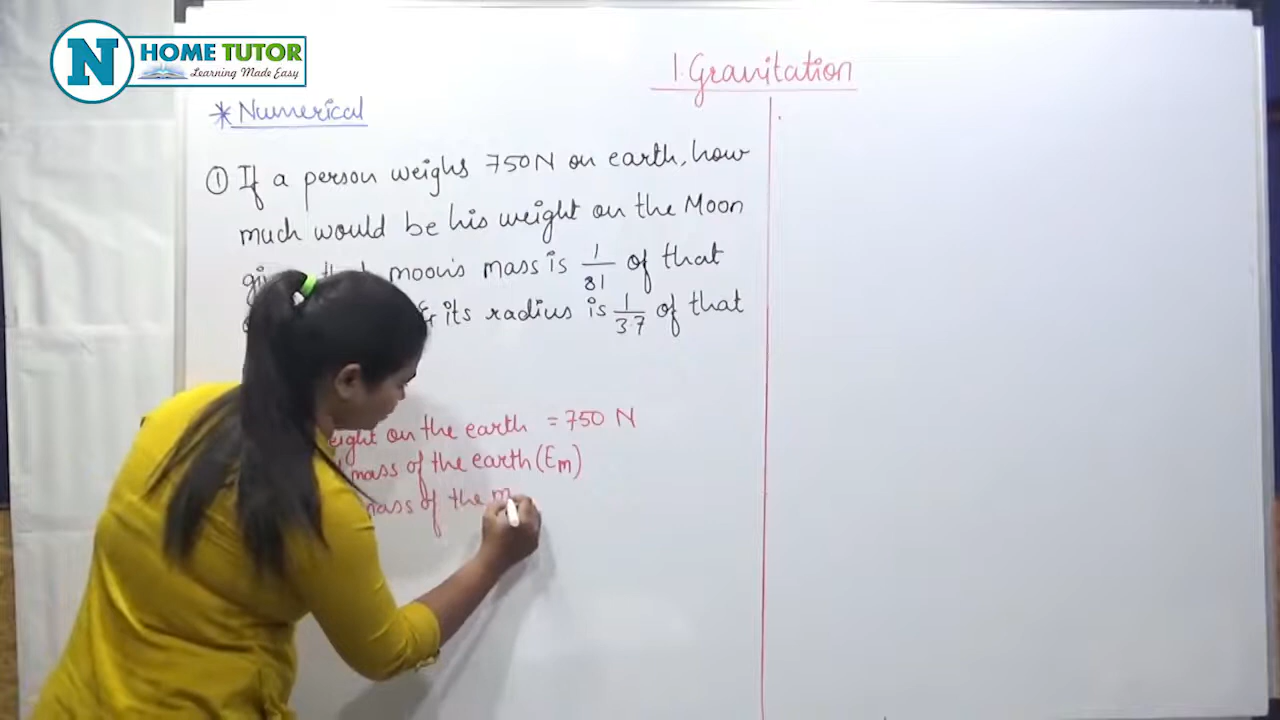 N HOME TUTOR
Learning Made Easy
1. Gravitation
* Numerical
① If a person weighs 750N on earth, how
much would be his weight on the Moon
moon's mass is 1/81 of that
& its radius is 1/3.7 of that
on the earth = 750 N
mass of the earth (Em)
mass of the m